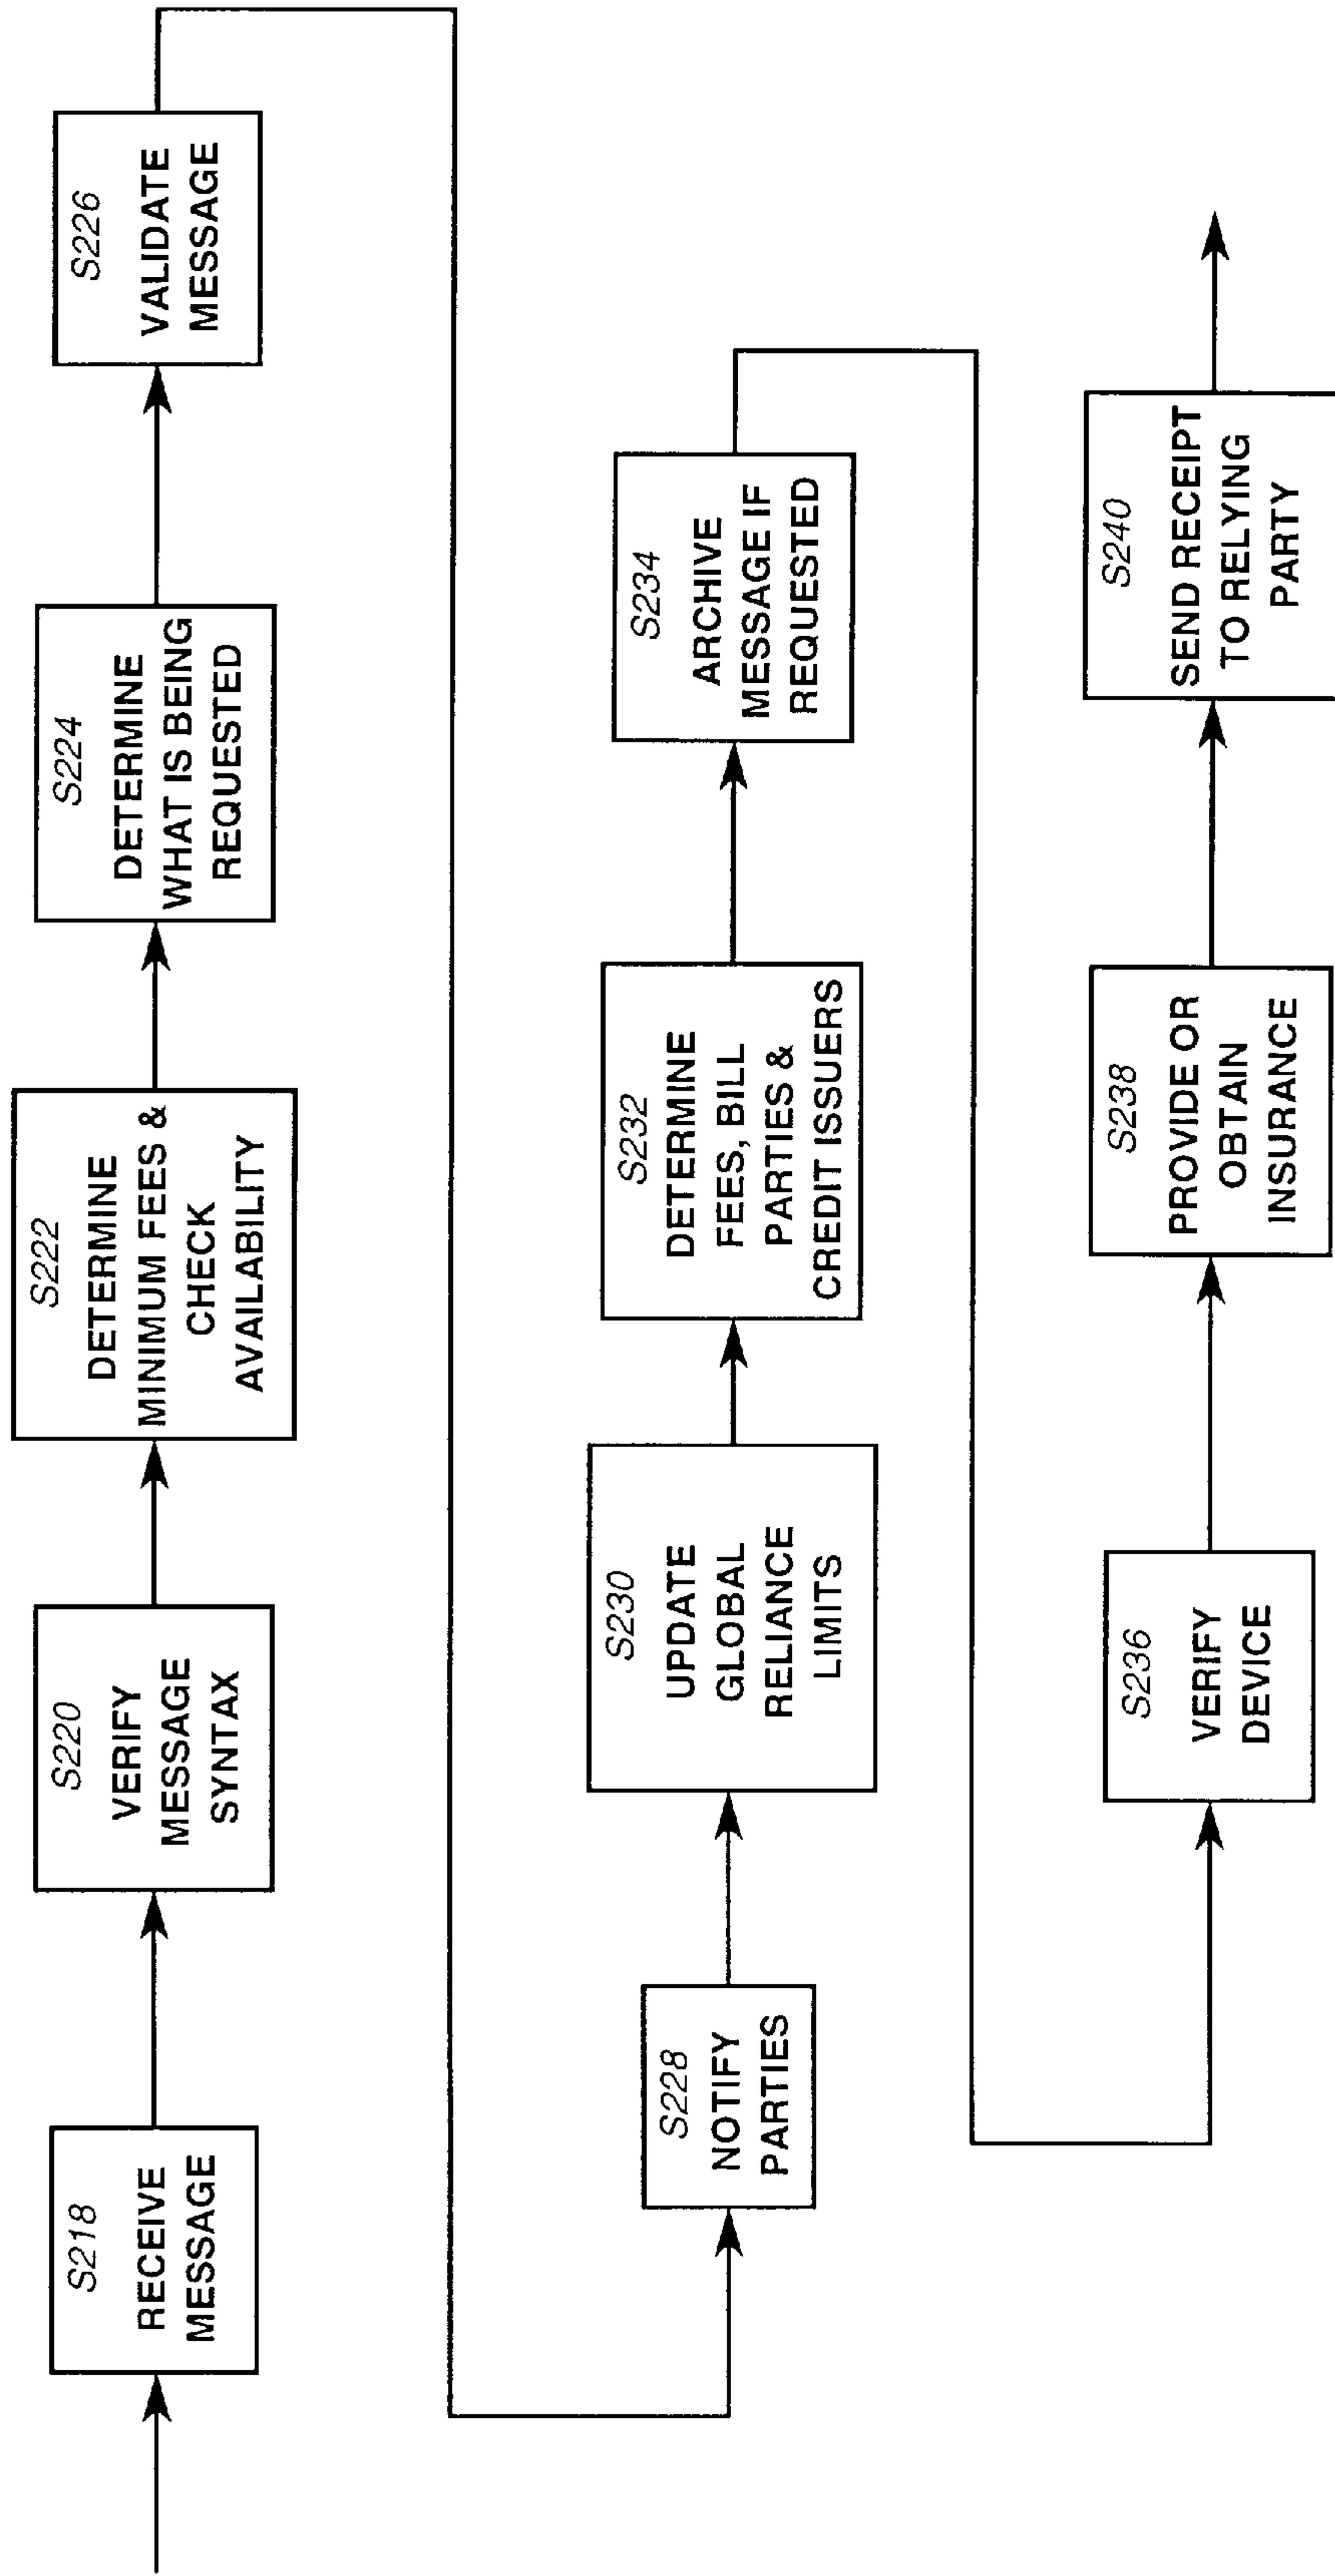 S218
RECEIVE
MESSAGE
S220
VERIFY
MESSAGE
SYNTAX
S222
DETERMINE
MINIMUM FEES &
CHECK
AVAILABILITY
S224
DETERMINE
WHAT IS BEING
REQUESTED
S226
VALIDATE
MESSAGE
S228
NOTIFY
PARTIES
S230
UPDATE
GLOBAL
RELIANCE
LIMITS
S232
DETERMINE
FEES, BILL
PARTIES &
CREDIT ISSUERS
S234
ARCHIVE
MESSAGE IF
REQUESTED
S236
VERIFY
DEVICE
S238
PROVIDE OR
OBTAIN
INSURANCE
S240
SEND RECEIPT
TO RELYING
PARTY